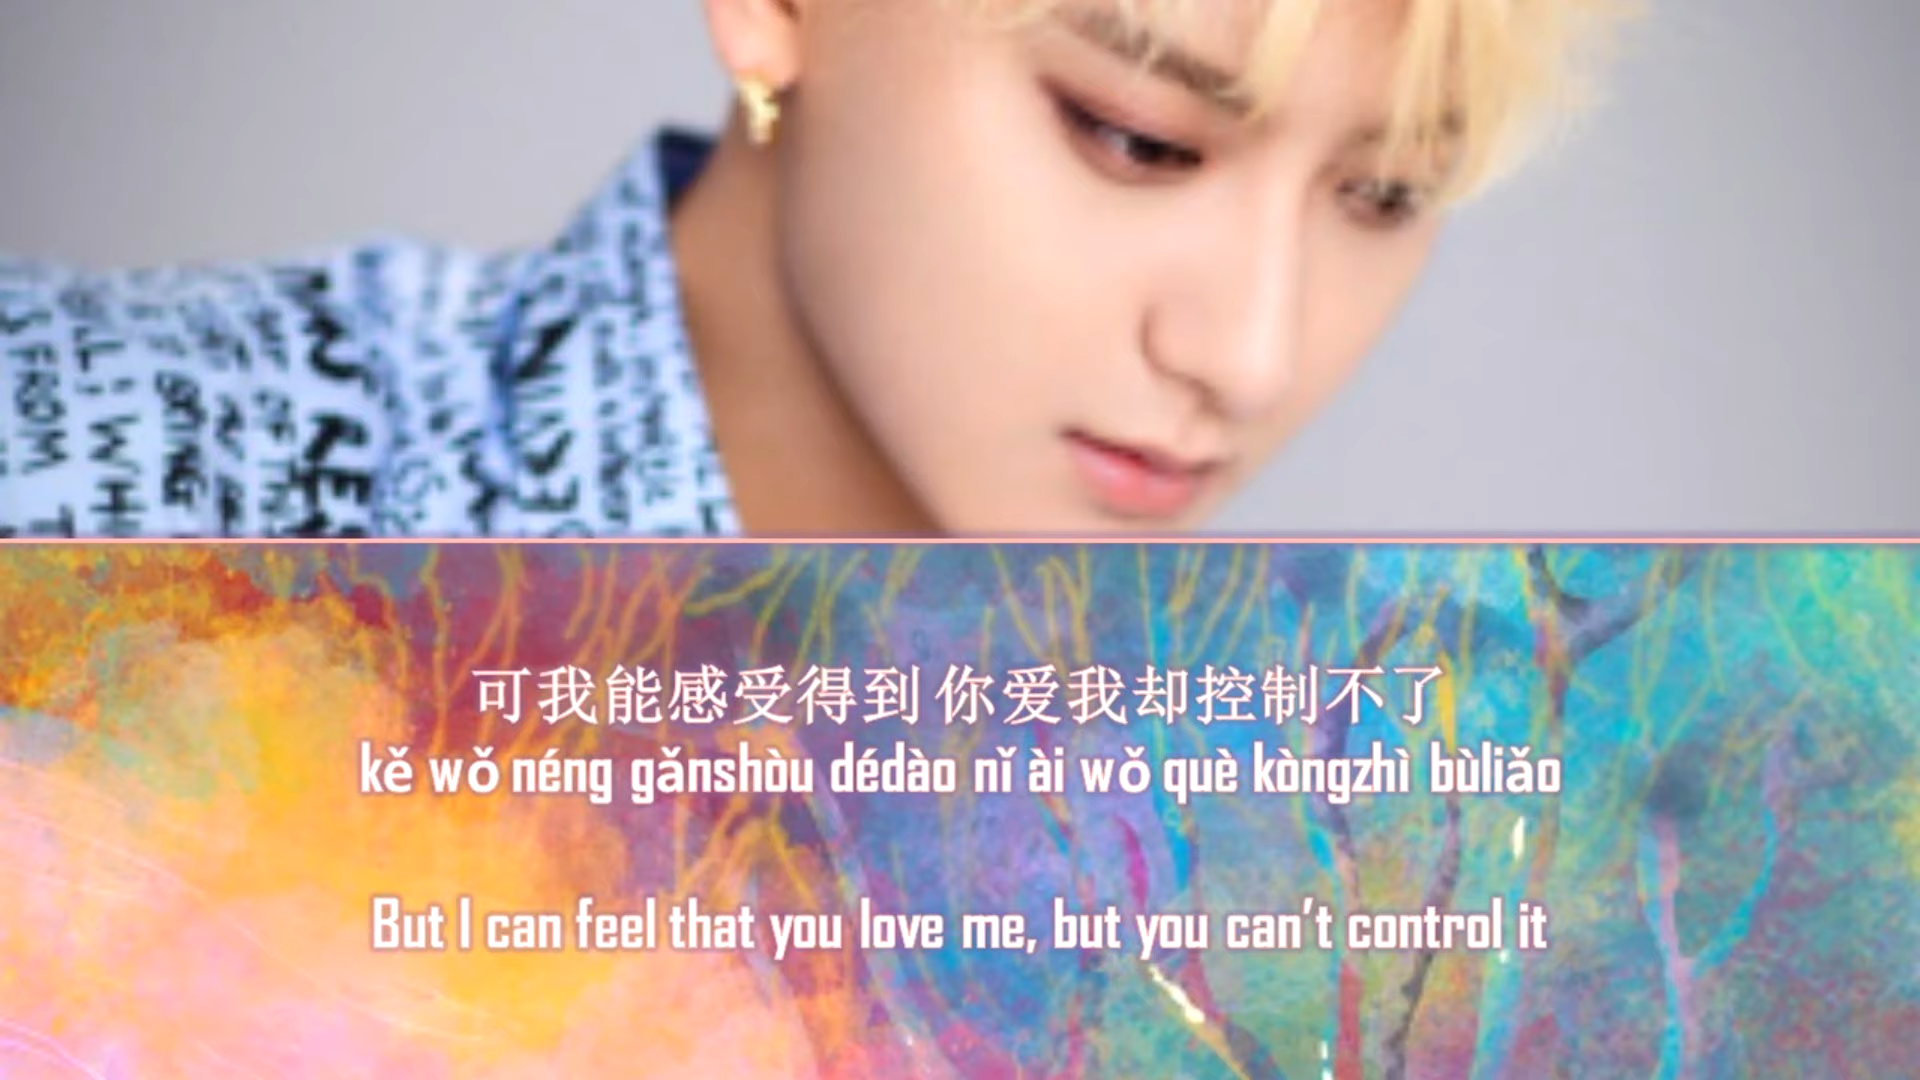 可我能感受得到 你爱我却控制不了
kě wǒ néng gǎnshòu dédào nǐ ài wǒ què kòngzhì bùliǎo
But I can feel that you love me, but you can't control it